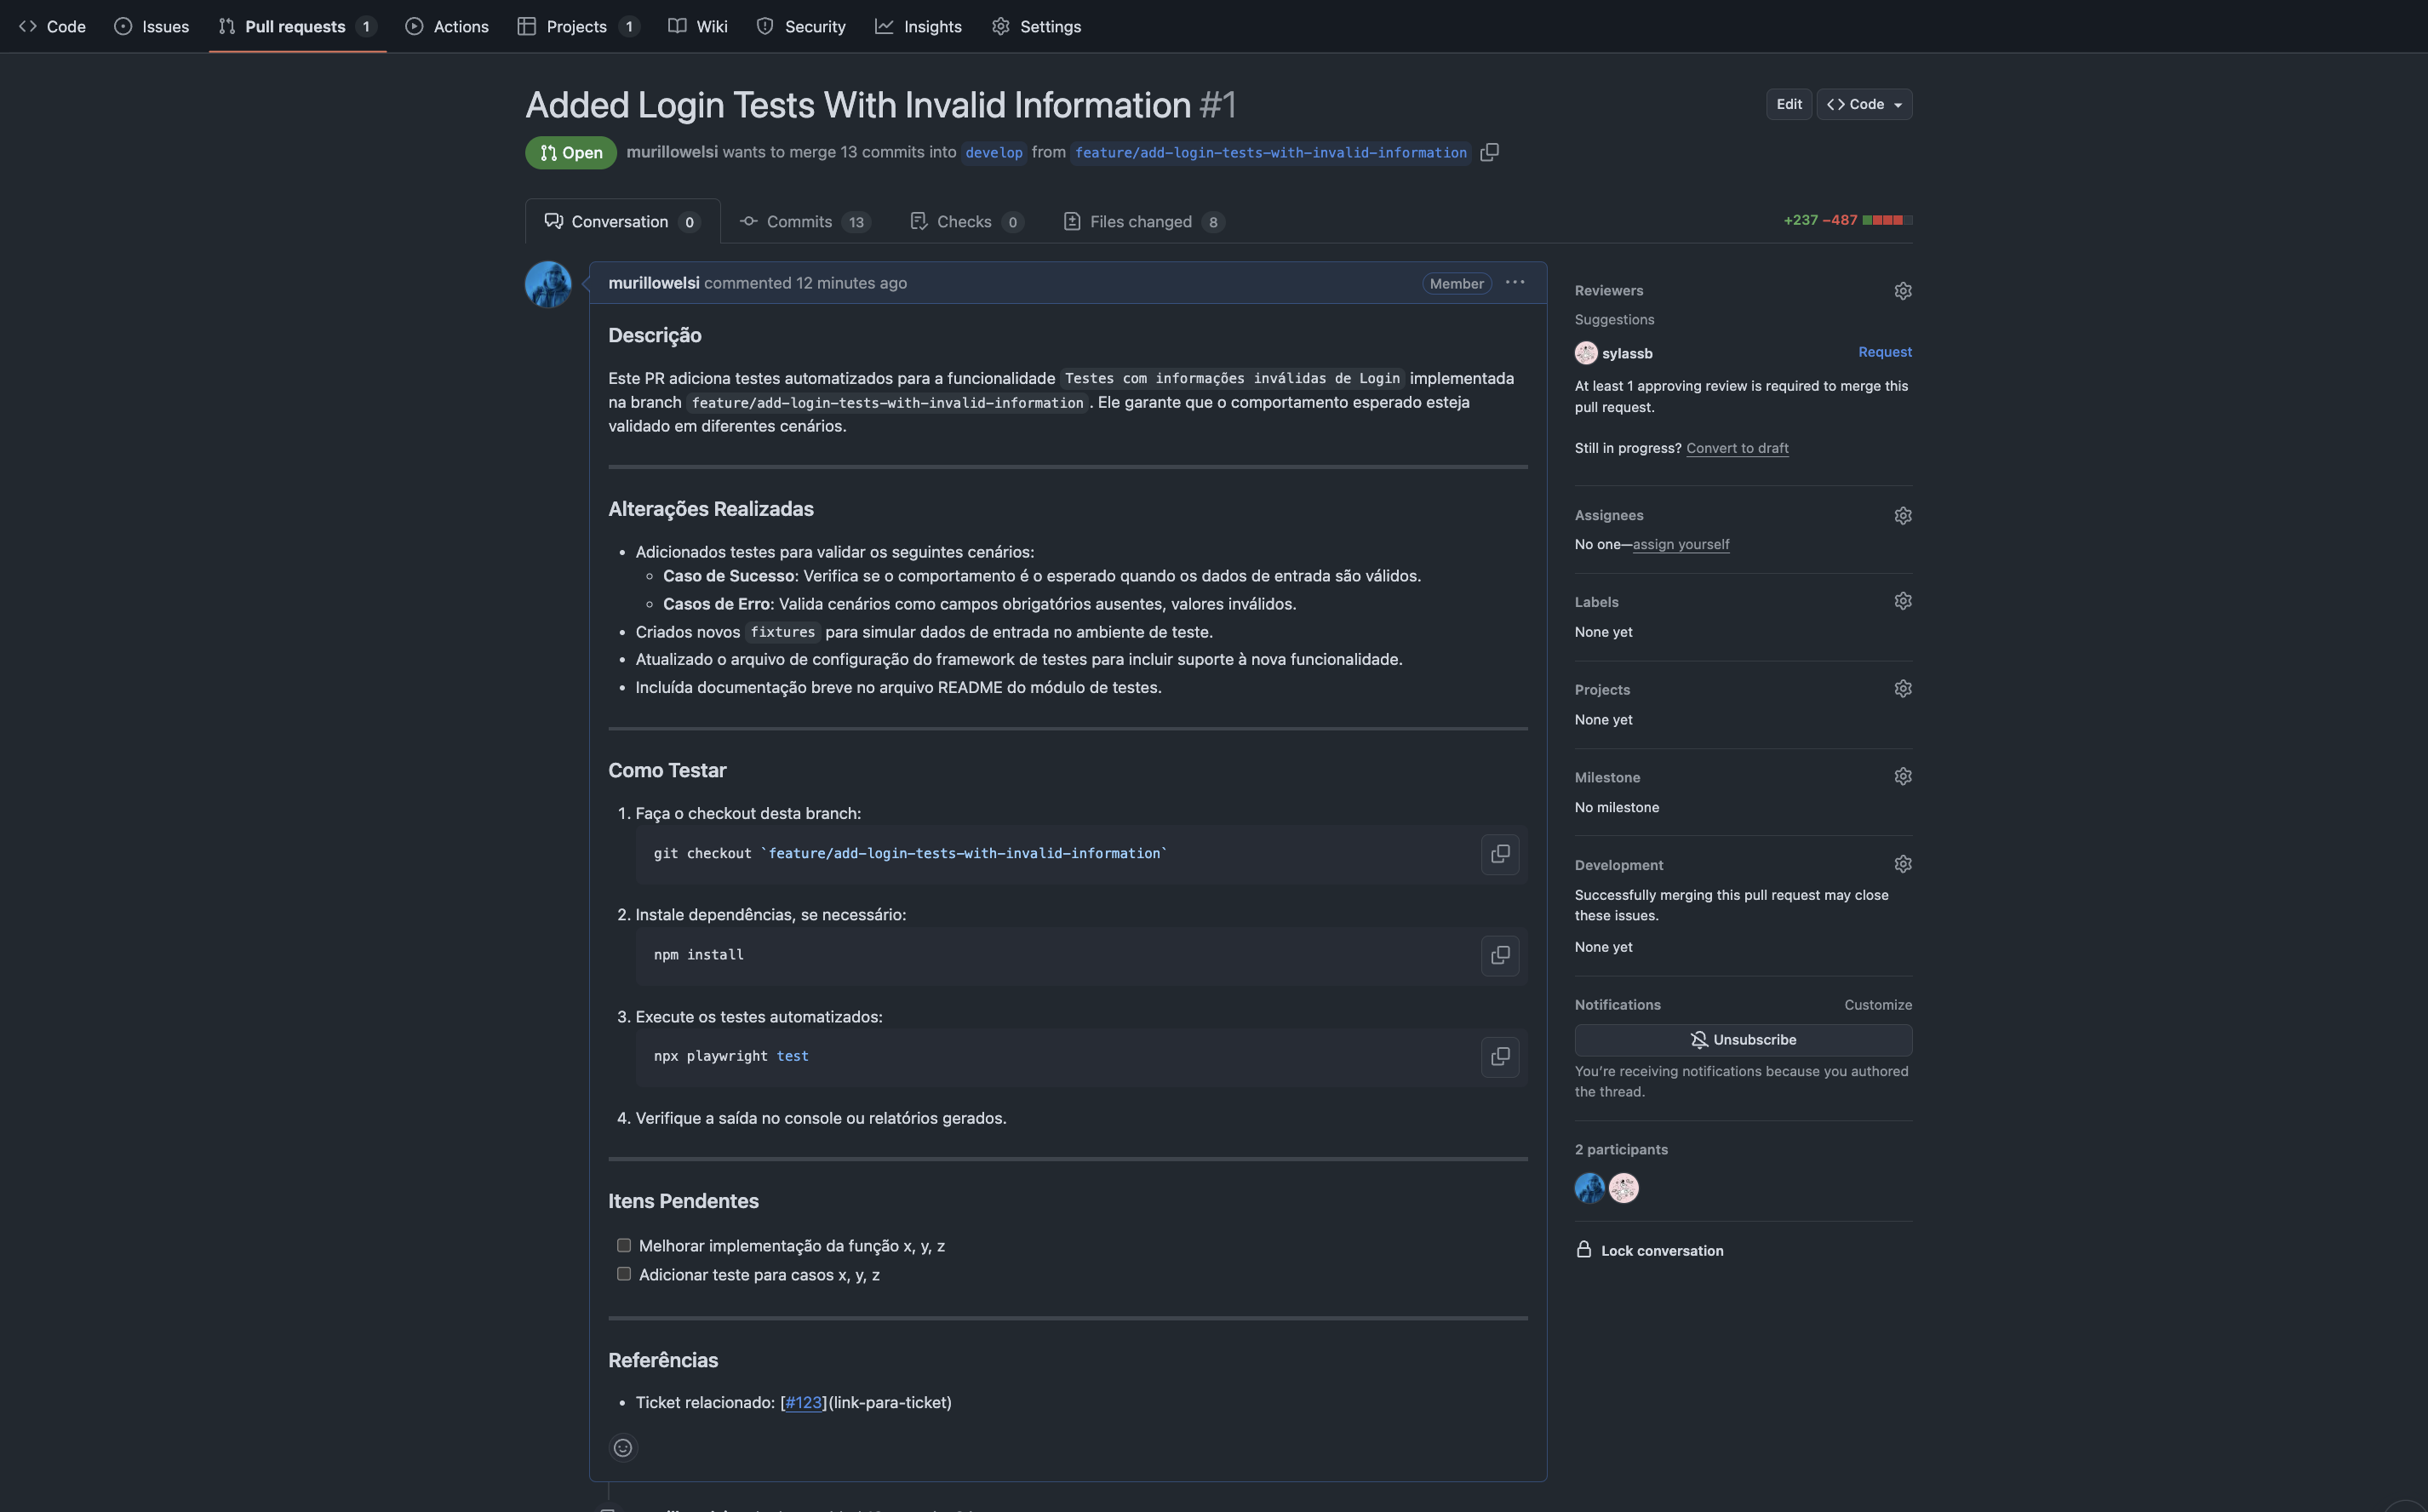 Code Issues Pull requests 1 Actions Projects 1 Wiki Security Insights Settings
Added Login Tests With Invalid Information #1
Edit
Code
Open
murillowelsi wants to merge 13 commits into develop from feature/add-login-tests-with-invalid-information
Conversation 0
Commits 13
Checks 0
Files changed 8
+237 −487
murillowelsi commented 12 minutes ago
Member
Descrição
Este PR adiciona testes automatizados para a funcionalidade Testes com informações inválidas de Login implementada
na branch feature/add-login-tests-with-invalid-information. Ele garante que o comportamento esperado esteja
validado em diferentes cenários.
Alterações Realizadas
• Adicionados testes para validar os seguintes cenários:
◦ Caso de Sucesso: Verifica se o comportamento é o esperado quando os dados de entrada são válidos.
◦ Casos de Erro: Valida cenários como campos obrigatórios ausentes, valores inválidos.
• Criados novos fixtures para simular dados de entrada no ambiente de teste.
• Atualizado o arquivo de configuração do framework de testes para incluir suporte à nova funcionalidade.
• Incluída documentação breve no arquivo README do módulo de testes.
Como Testar
1. Faça o checkout desta branch:
git checkout `feature/add-login-tests-with-invalid-information`
2. Instale dependências, se necessário:
npm install
3. Execute os testes automatizados:
npx playwright test
4. Verifique a saída no console ou relatórios gerados.
Itens Pendentes
Melhorar implementação da função x, y, z
Adicionar teste para casos x, y, z
Referências
• Ticket relacionado: [#123](link-para-ticket)
Reviewers
Suggestions
sylassb
Request
At least 1 approving review is required to merge this
pull request.
Still in progress? Convert to draft
Assignees
No one—assign yourself
Labels
None yet
Projects
None yet
Milestone
No milestone
Development
Successfully merging this pull request may close
these issues.
None yet
Notifications
Customize
Unsubscribe
You're receiving notifications because you authored
the thread.
2 participants
Lock conversation